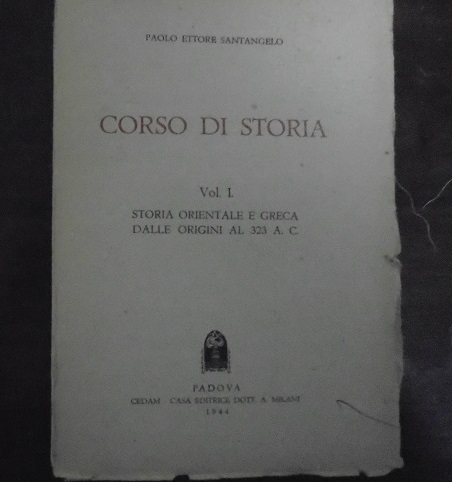 PAOLO ETTORE SANTANGELO
CORSO DI STORIA
Vol. I.
STORIA ORIENTALE E GRECA
DALLE ORIGINI AL 323 A. C.
PADOVA
CEDAM CASA EDITRICE DOTT. A. MILANI
1944